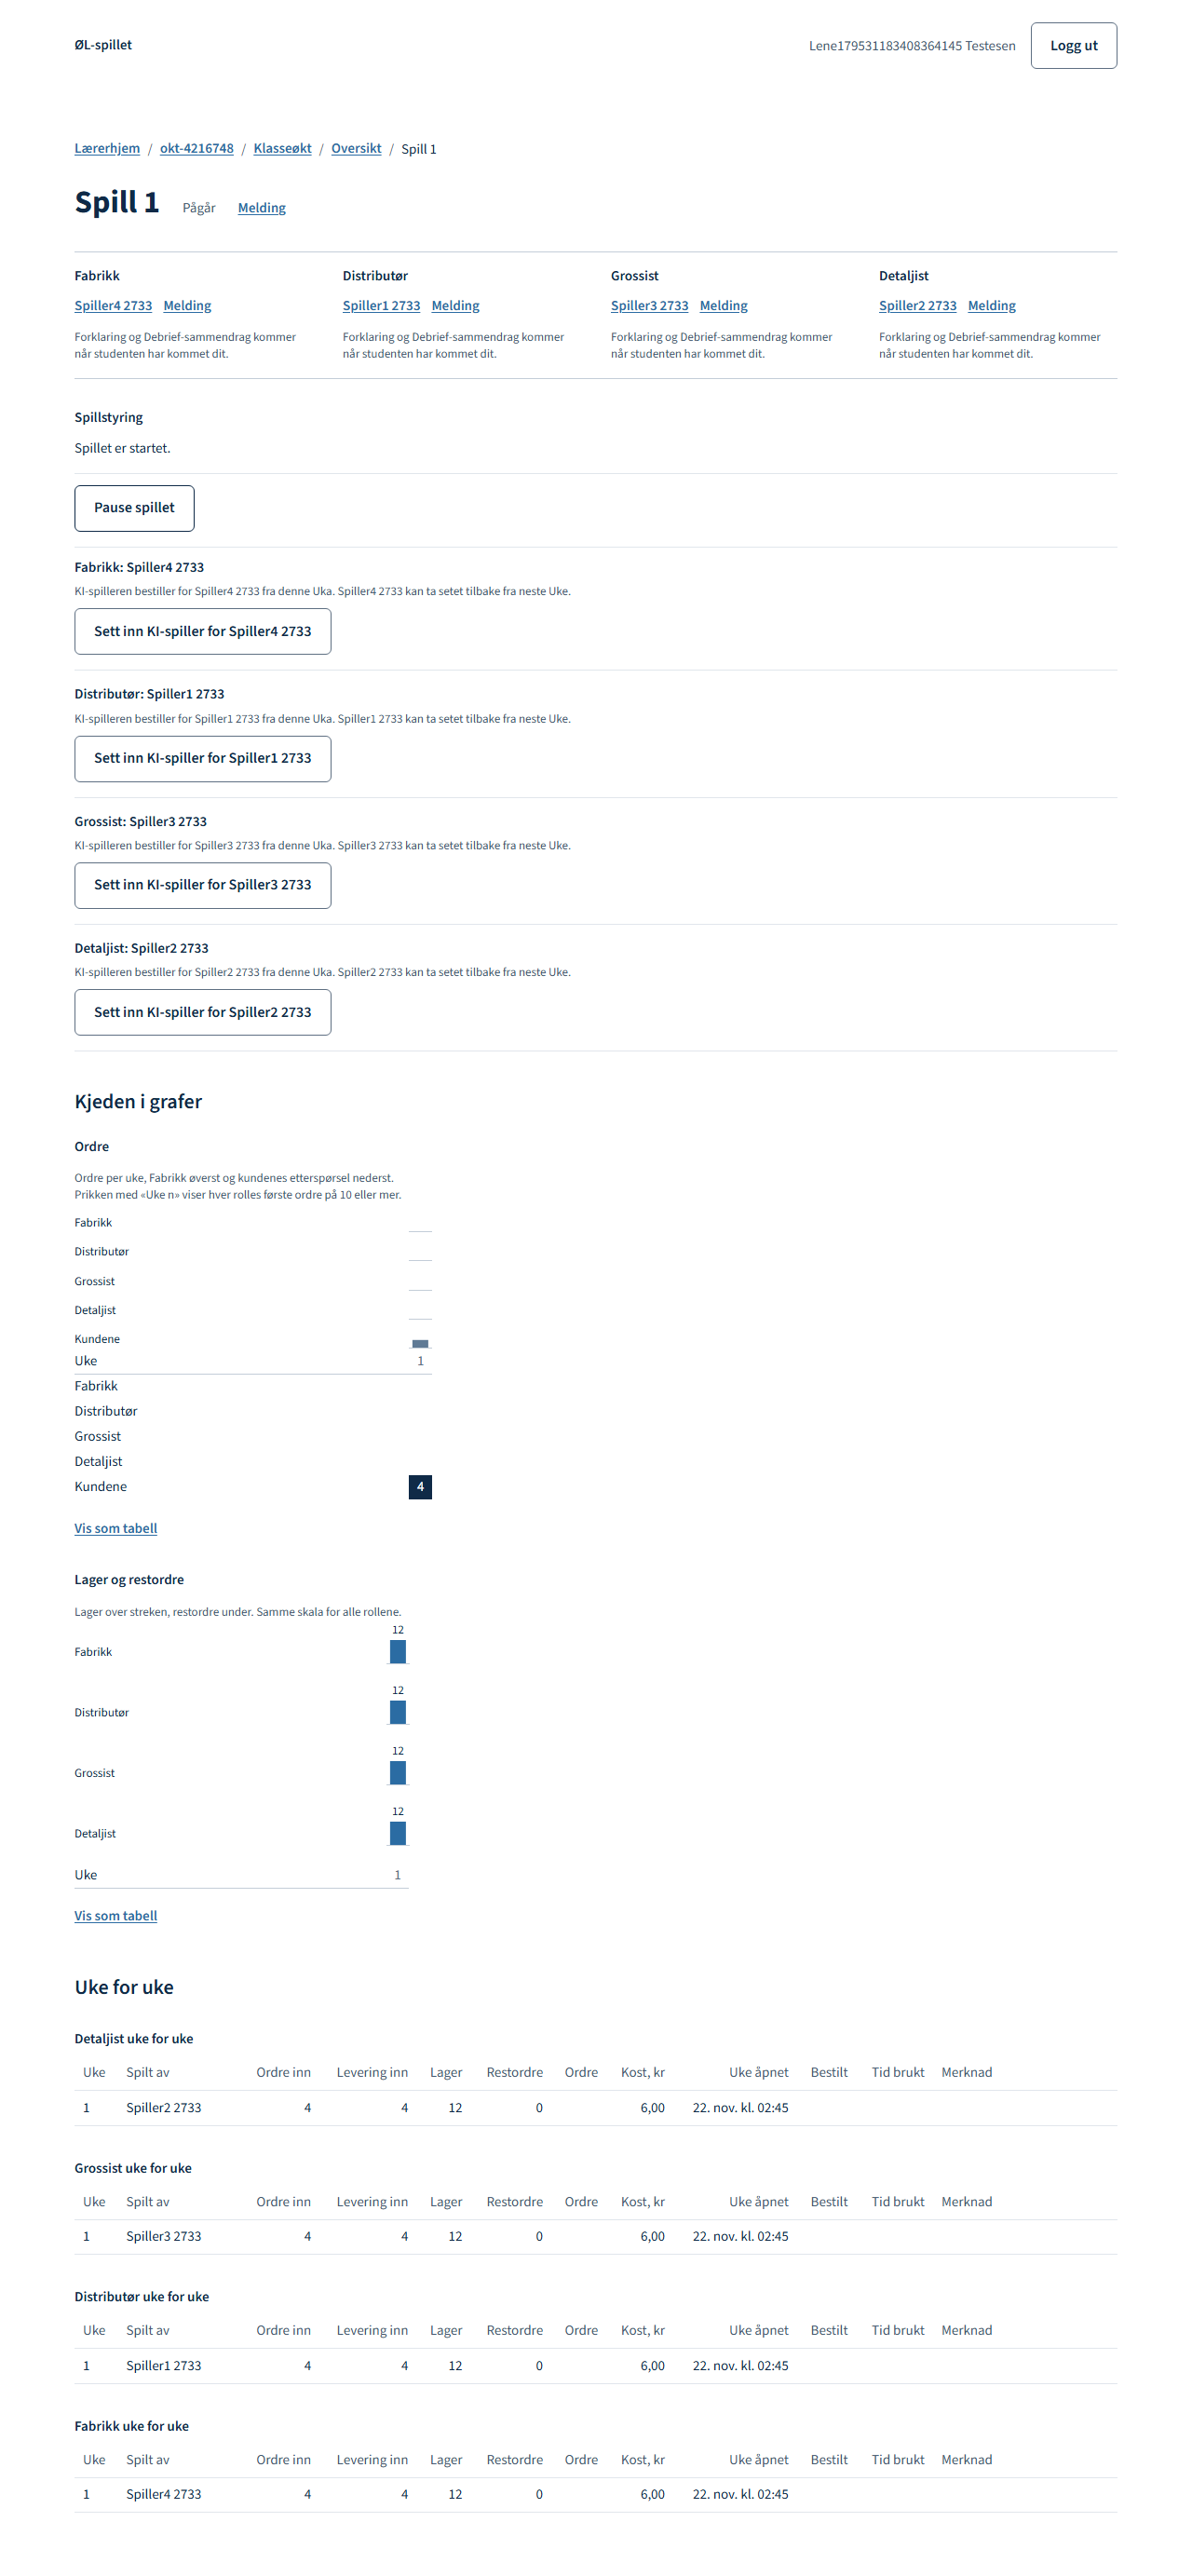 ØL-spillet
Lene179531183408364145 Testesen
Logg ut
Lærerhjem / okt-4216748 / Klasseøkt / Oversikt / Spill 1
Spill 1 Pågår Melding
Fabrikk Distributør Grossist Detaljist
Spiller4 2733 Melding Spiller1 2733 Melding Spiller3 2733 Melding Spiller2 2733 Melding
Forklaring og Debrief-sammendrag kommer Forklaring og Debrief-sammendrag kommer Forklaring og Debrief-sammendrag kommer Forklaring og Debrief-sammendrag kommer
når studenten har kommet dit. når studenten har kommet dit. når studenten har kommet dit. når studenten har kommet dit.
Spillstyring
Spillet er startet.
Pause spillet
Fabrikk: Spiller4 2733
KI-spilleren bestiller for Spiller4 2733 fra denne Uka. Spiller4 2733 kan ta setet tilbake fra neste Uke.
Sett inn KI-spiller for Spiller4 2733
Distributør: Spiller1 2733
KI-spilleren bestiller for Spiller1 2733 fra denne Uka. Spiller1 2733 kan ta setet tilbake fra neste Uke.
Sett inn KI-spiller for Spiller1 2733
Grossist: Spiller3 2733
KI-spilleren bestiller for Spiller3 2733 fra denne Uka. Spiller3 2733 kan ta setet tilbake fra neste Uke.
Sett inn KI-spiller for Spiller3 2733
Detaljist: Spiller2 2733
KI-spilleren bestiller for Spiller2 2733 fra denne Uka. Spiller2 2733 kan ta setet tilbake fra neste Uke.
Sett inn KI-spiller for Spiller2 2733
Kjeden i grafer
Ordre
Ordre per uke, Fabrikk øverst og kundenes etterspørsel nederst.
Prikken med «Uke n» viser hver rolles første ordre på 10 eller mer.
Fabrikk
Distributør
Grossist
Detaljist
Kundene
Uke 1
Fabrikk
Distributør
Grossist
Detaljist
Kundene 4
Vis som tabell
Lager og restordre
Lager over streken, restordre under. Samme skala for alle rollene.
12
Fabrikk
12
Distributør
12
Grossist
12
Detaljist
Uke 1
Vis som tabell
Uke for uke
Detaljist uke for uke
Uke Spilt av Ordre inn Levering inn Lager Restordre Ordre Kost, kr Uke åpnet Bestilt Tid brukt Merknad
1 Spiller2 2733 4 4 12 0 6,00 22. nov. kl. 02:45
Grossist uke for uke
Uke Spilt av Ordre inn Levering inn Lager Restordre Ordre Kost, kr Uke åpnet Bestilt Tid brukt Merknad
1 Spiller3 2733 4 4 12 0 6,00 22. nov. kl. 02:45
Distributør uke for uke
Uke Spilt av Ordre inn Levering inn Lager Restordre Ordre Kost, kr Uke åpnet Bestilt Tid brukt Merknad
1 Spiller1 2733 4 4 12 0 6,00 22. nov. kl. 02:45
Fabrikk uke for uke
Uke Spilt av Ordre inn Levering inn Lager Restordre Ordre Kost, kr Uke åpnet Bestilt Tid brukt Merknad
1 Spiller4 2733 4 4 12 0 6,00 22. nov. kl. 02:45